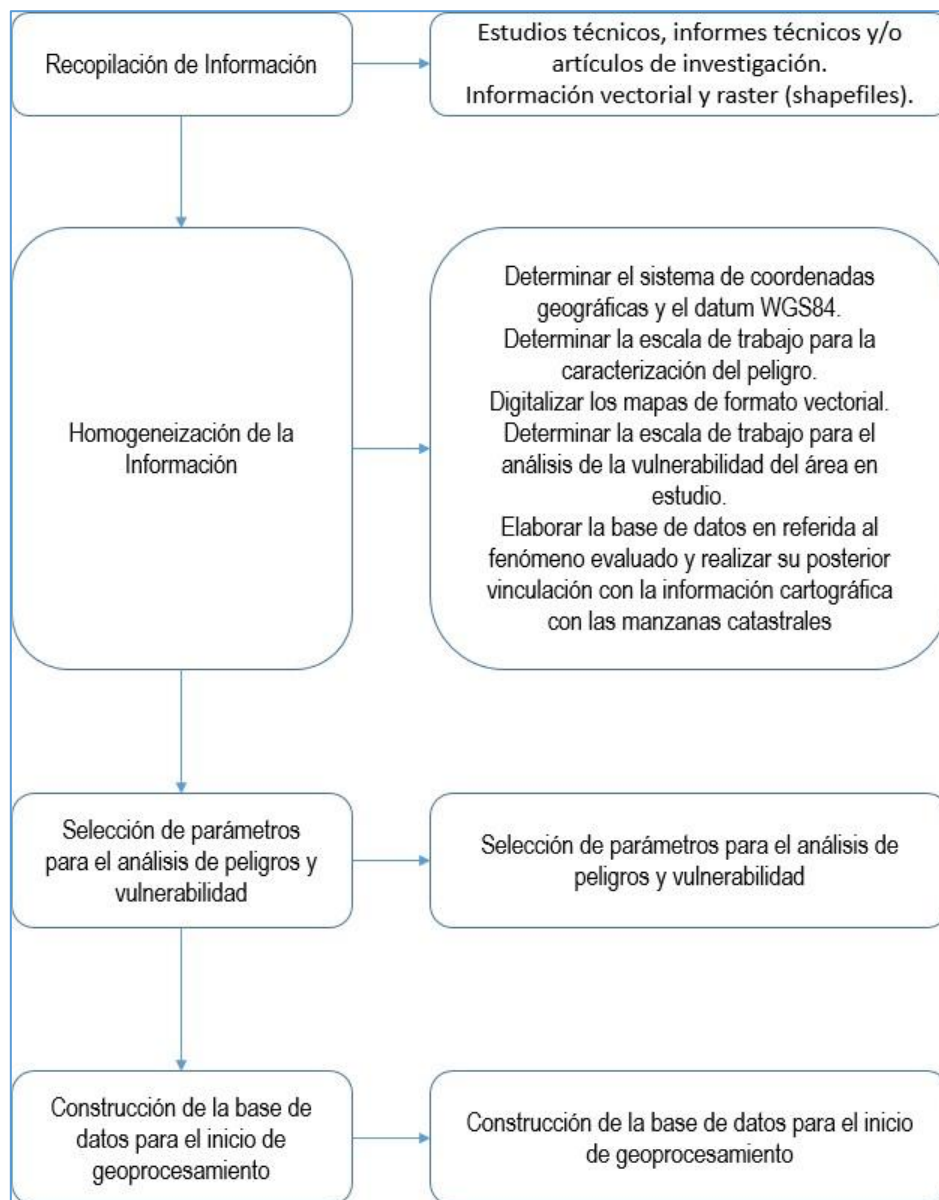 Recopilación de Información
Estudios técnicos, informes técnicos y/o
artículos de investigación.
Información vectorial y raster (shapefiles).
Homogeneización de la
Información
Determinar el sistema de coordenadas
geográficas y el datum WGS84.
Determinar la escala de trabajo para la
caracterización del peligro.
Digitalizar los mapas de formato vectorial.
Determinar la escala de trabajo para el
análisis de la vulnerabilidad del área en
estudio.
Elaborar la base de datos en referida al
fenómeno evaluado y realizar su posterior
vinculación con la información cartográfica
con las manzanas catastrales
Selección de parámetros
para el análisis de peligros y
vulnerabilidad
Selección de parámetros para el análisis de
peligros y vulnerabilidad
Construcción de la base de
datos para el inicio de
geoprocesamiento
Construcción de la base de datos para el inicio
de geoprocesamiento